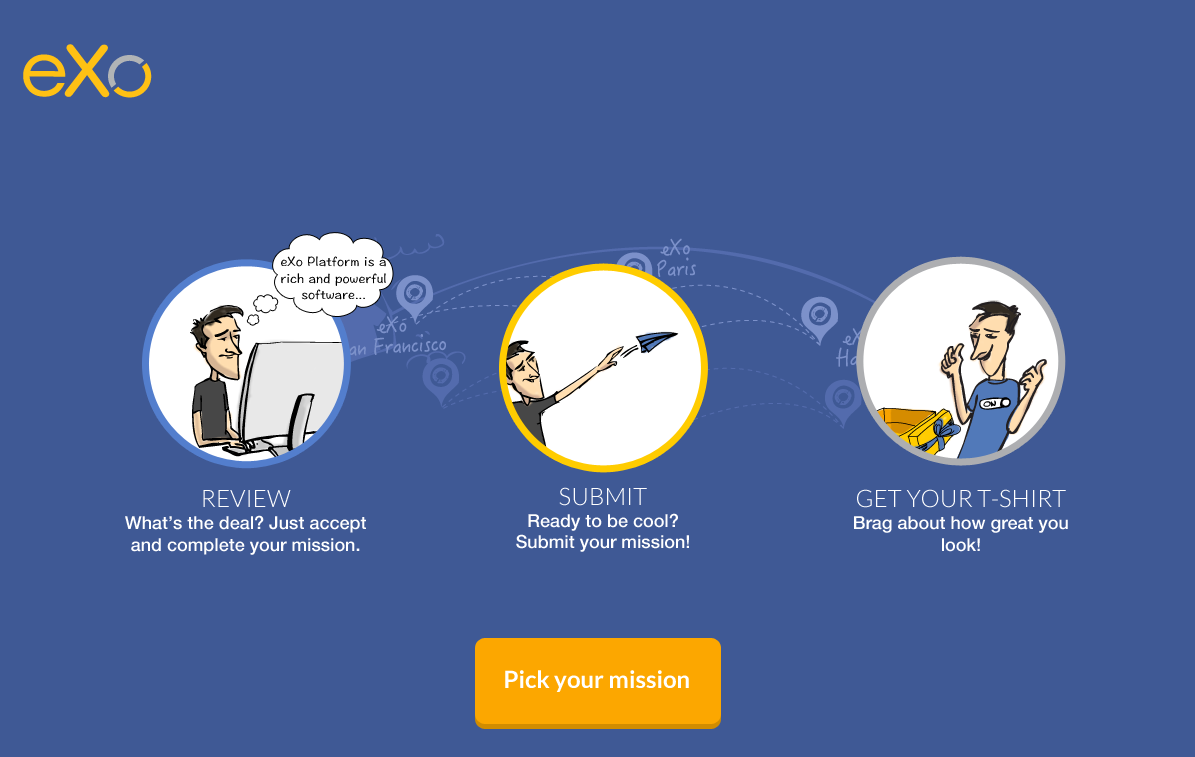 eXo
eXo Platform is a
rich and powerful
software...
eXo
Paris
eXo
an Francisco
ON
REVIEW
What's the deal? Just accept
and complete your mission.
SUBMIT
Ready to be cool?
Submit your mission!
GET YOUR T-SHIRT
Brag about how great you
look!
Pick your mission